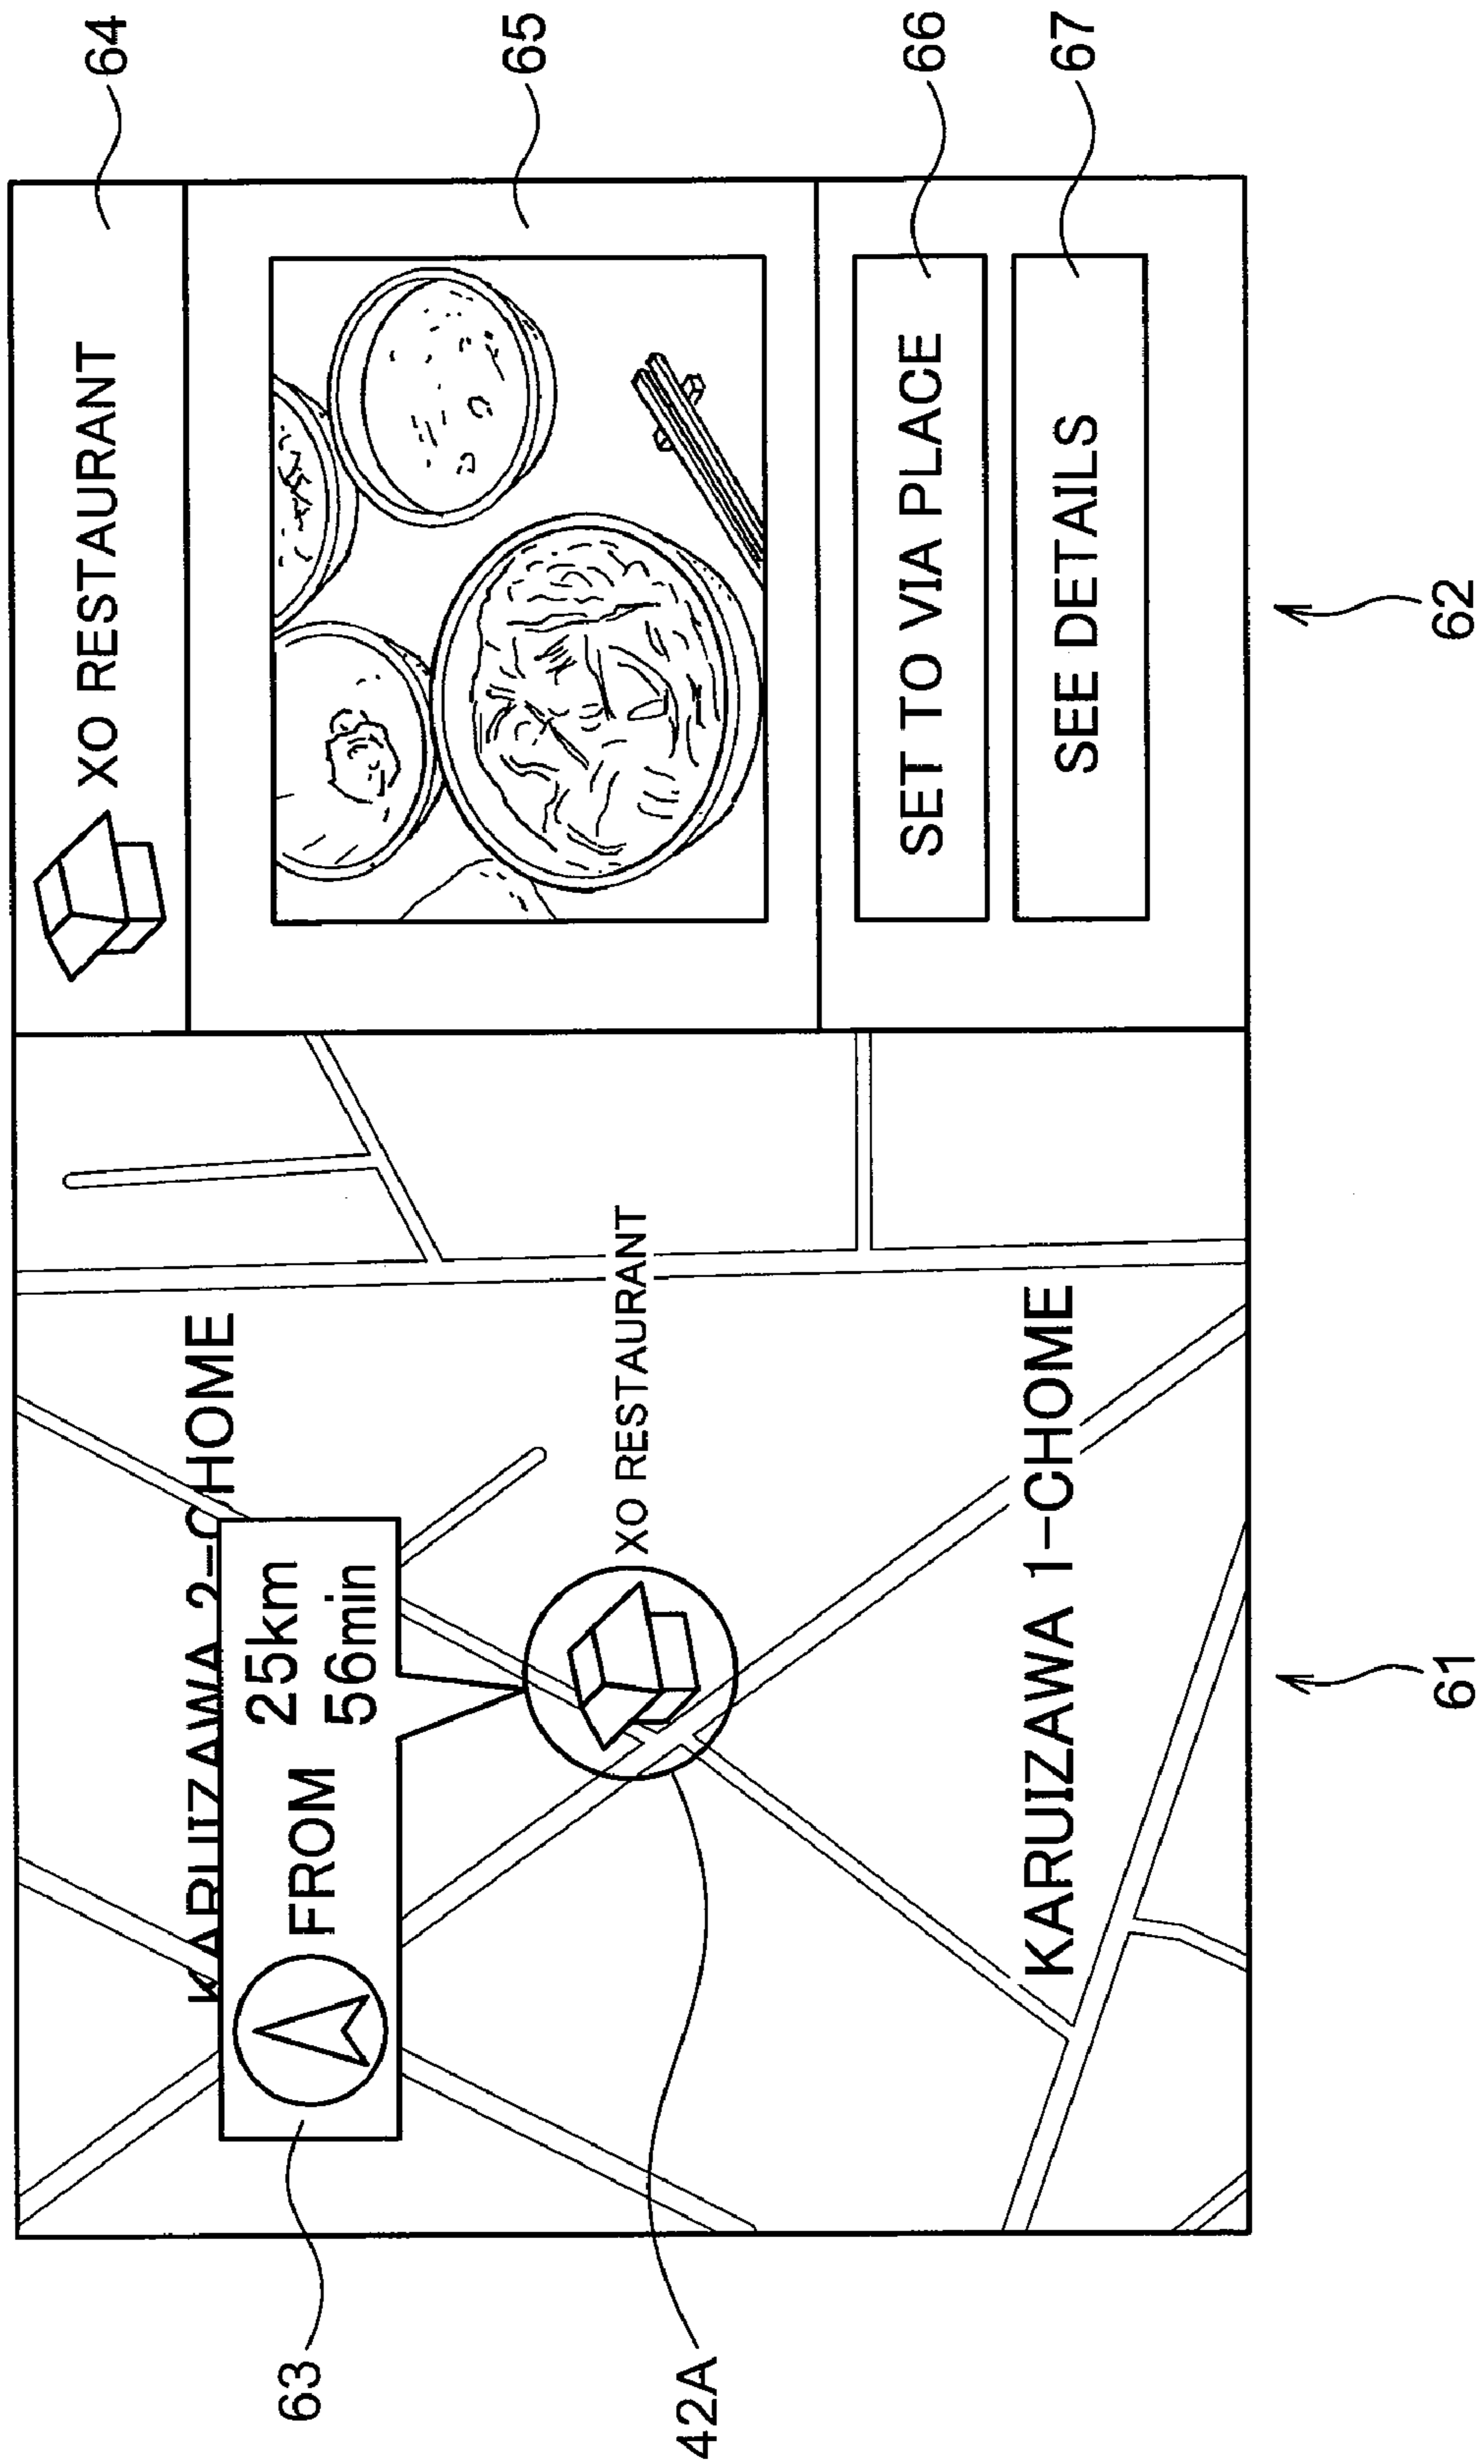 64
XO RESTAURANT
65
66
SET TO VIA PLACE
67
SEE DETAILS
62
KARUIZAWA 2-CHOME
63
FROM
25km
56min
XO RESTAURANT
42A
KARUIZAWA 1-CHOME
61